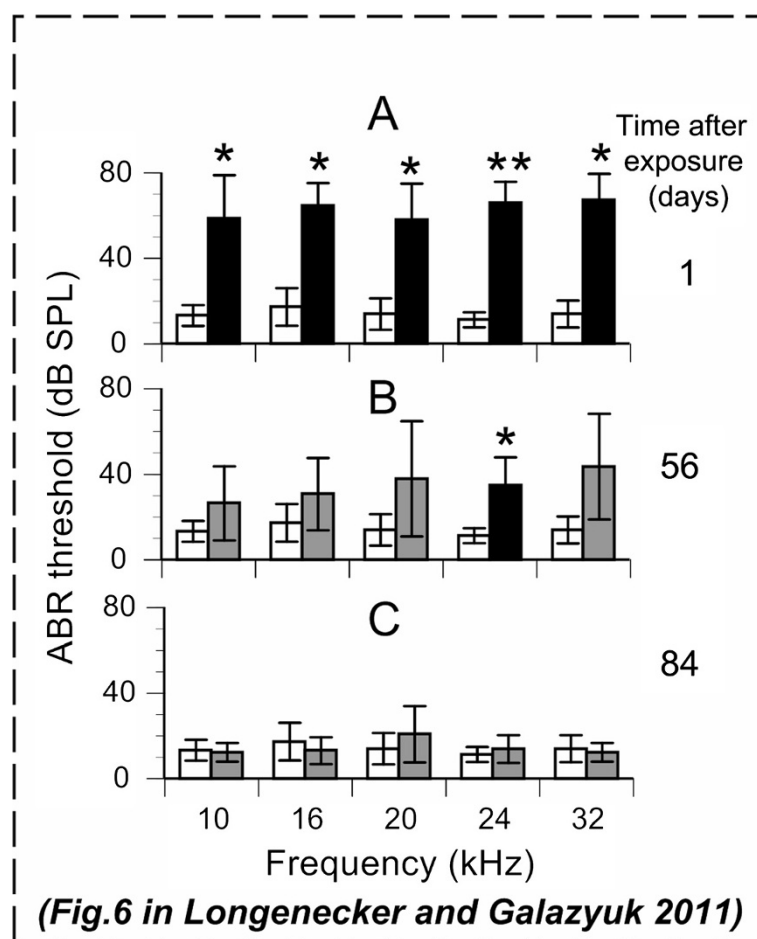 A
Time after
exposure
(days)
* * * ** *
80
40
0
1
ABR threshold (dB SPL)
B
*
80
40
0
56
C
80
40
0
84
10 16 20 24 32
Frequency (kHz)
(Fig.6 in Longenecker and Galazyuk 2011)